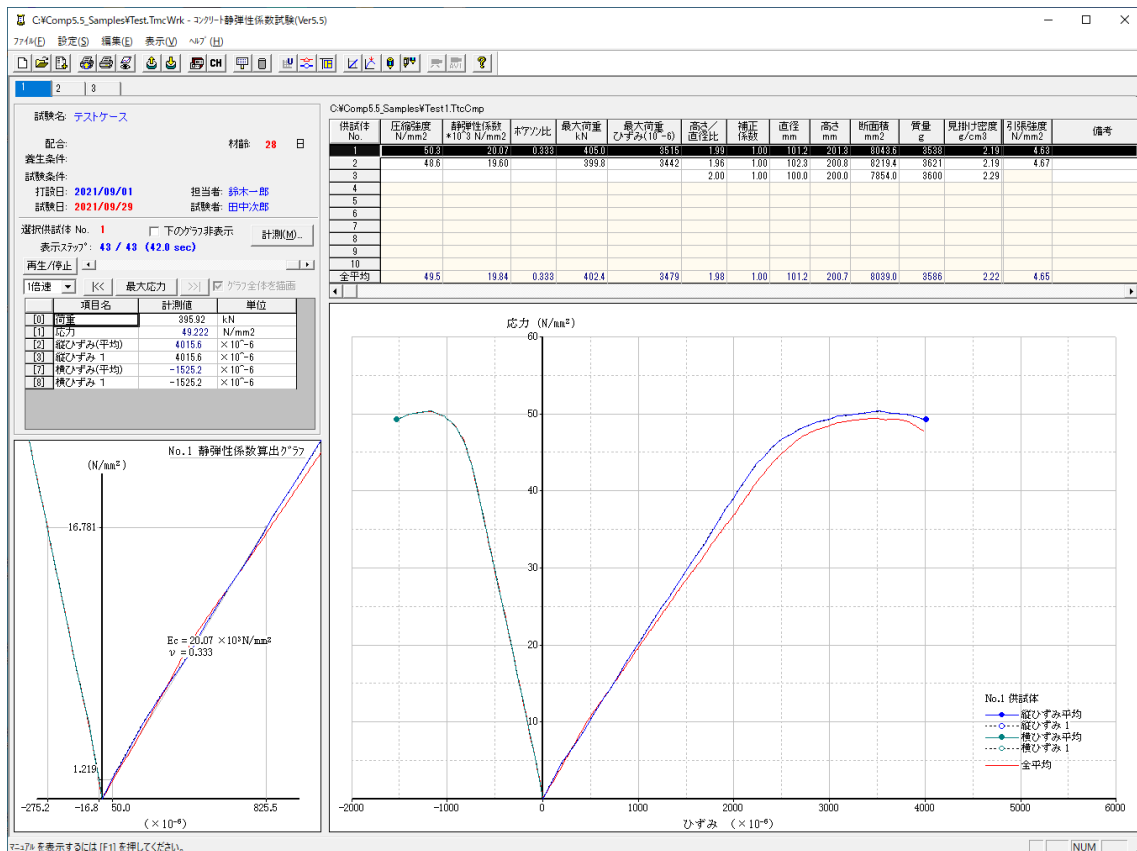 C:¥Comp5.5_Samples¥Test.TmcWrk - コンクリート静弾性係数試験(Ver5.5)
ファイル(F) 設定(S) 編集(E) 表示(V) ヘルプ(H)
CH
1 2 3
試験名: テストケース
配合: 材齢: 28 日
養生条件:
試験条件:
打設日: 2021/09/01 担当者: 鈴木一郎
試験日: 2021/09/29 試験者: 田中次郎
選択供試体 No. 1 下のグラフ非表示 計測(M)..
表示ステップ: 43 / 43 (42.0 sec)
再生/停止
1倍速 |<< 最大応力 >>| グラフ全体を描画
項目名 計測値 単位
[0] 荷重 395.92 kN
[1] 応力 49.222 N/mm2
[2] 縦ひずみ(平均) 4015.6 ×10^-6
[3] 縦ひずみ 1 4015.6 ×10^-6
[7] 横ひずみ(平均) -1525.2 ×10^-6
[8] 横ひずみ 1 -1525.2 ×10^-6
C:¥Comp5.5_Samples¥Test1.TtcCmp
供試体 No. 圧縮強度 N/mm2 静弾性係数 *10^3 N/mm2 ポアソン比 最大荷重 kN 最大荷重 ひずみ(10^-6) 高さ/直径比 補正係数 直径 mm 高さ mm 断面積 mm2 質量 g 見掛け密度 g/cm3 引張強度 N/mm2 備考
1 50.3 20.07 0.333 405.0 3515 1.99 1.00 101.2 201.3 8043.6 3538 2.19 4.63
2 48.6 19.60 399.8 3442 1.96 1.00 102.3 200.8 8219.4 3621 2.19 4.67
3 2.00 1.00 100.0 200.0 7854.0 3600 2.29
4
5
6
7
8
9
10
全平均 49.5 19.84 0.333 402.4 3479 1.98 1.00 101.2 200.7 8039.0 3586 2.22 4.65
No.1 静弾性係数算出グラフ
(N/mm²)
16.781
Ec = 20.07 ×10³N/mm²
ν = 0.333
1.219
-275.2 -16.8 50.0 825.5
(×10⁻⁶)
応力 (N/mm²)
60
50
40
30
20
10
-2000 -1000 0 1000 2000 3000 4000 5000 6000
ひずみ (×10⁻⁶)
No.1 供試体
縦ひずみ平均
縦ひずみ 1
横ひずみ平均
横ひずみ 1
全平均
マニュアルを表示するには [F1] を押してください。
NUM